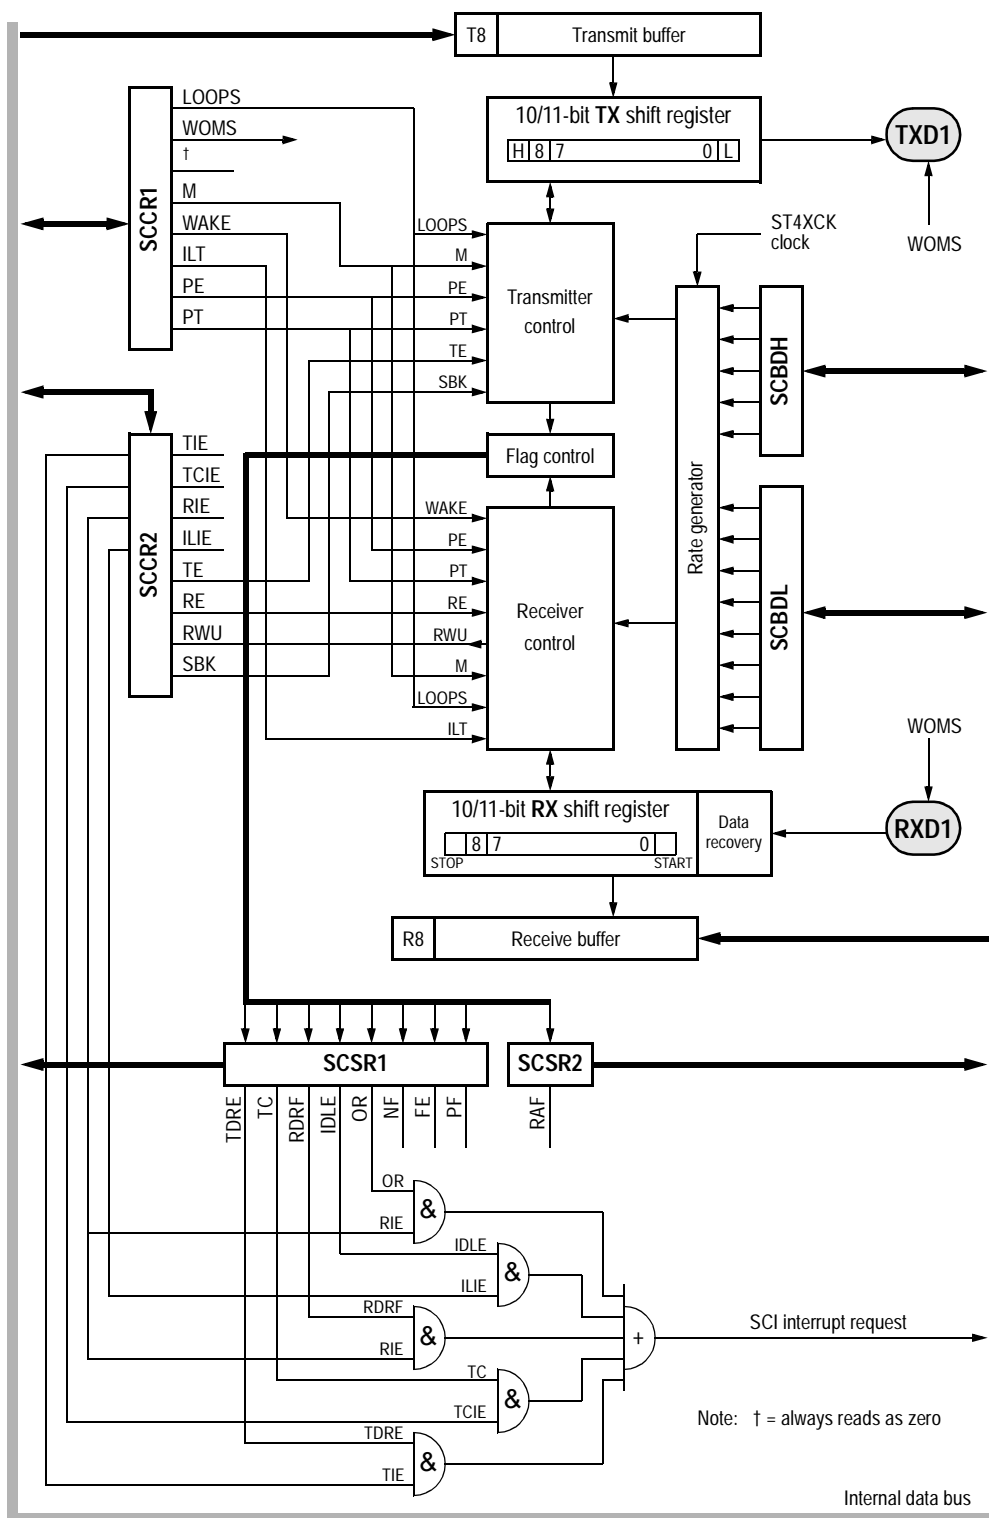 T8 Transmit buffer
10/11-bit TX shift register
H 8 7 0 L
TXD1
WOMS
SCCR1
LOOPS
WOMS
†
M
WAKE
ILT
PE
PT
LOOPS
M
PE
PT
TE
SBK
Transmitter
control
ST4XCK
clock
Rate generator
SCBDH
SCBDL
SCCR2
TIE
TCIE
RIE
ILIE
TE
RE
RWU
SBK
Flag control
WAKE
PE
PT
RE
RWU
M
LOOPS
ILT
Receiver
control
WOMS
RXD1
10/11-bit RX shift register
8 7 0
STOP START
Data
recovery
R8 Receive buffer
SCSR1
SCSR2
TDRE
TC
RDRF
IDLE
OR
NF
FE
PF
RAF
OR
RIE
&
IDLE
ILIE
&
RDRF
RIE
&
TC
TCIE
&
TDRE
TIE
&
+
SCI interrupt request
Note: † = always reads as zero
Internal data bus